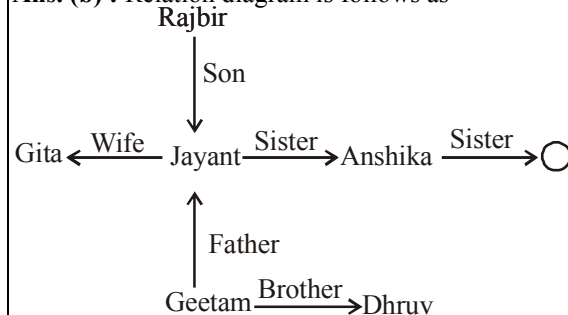 Ans. (b) : Relation diagram is follows as
Rajbir
Son
Gita Wife Jayant Sister Anshika Sister
Father
Geetam Brother Dhruv